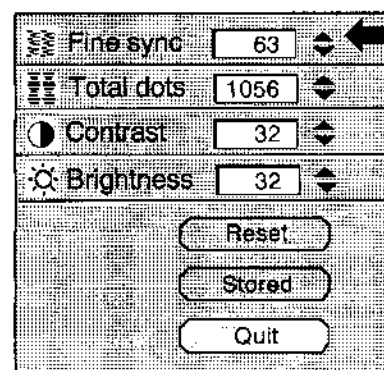 Fine sync 63
Total dots 1056
Contrast 32
Brightness 32
Reset
Stored
Quit